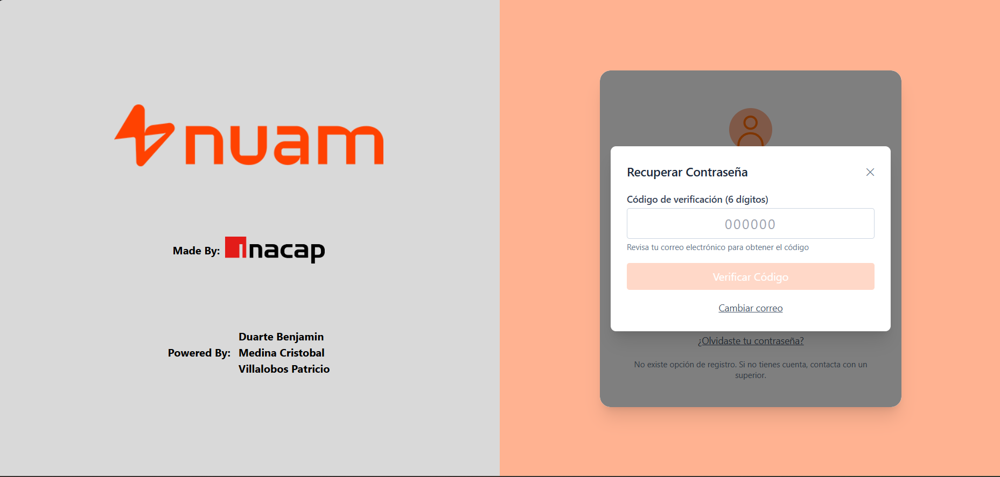 nuam
Made By: inacap
Powered By:
Duarte Benjamin
Medina Cristobal
Villalobos Patricio
Recuperar Contraseña
Código de verificación (6 dígitos)
000000
Revisa tu correo electrónico para obtener el código
Verificar Código
Cambiar correo
¿Olvidaste tu contraseña?
No existe opción de registro. Si no tienes cuenta, contacta con un
superior.